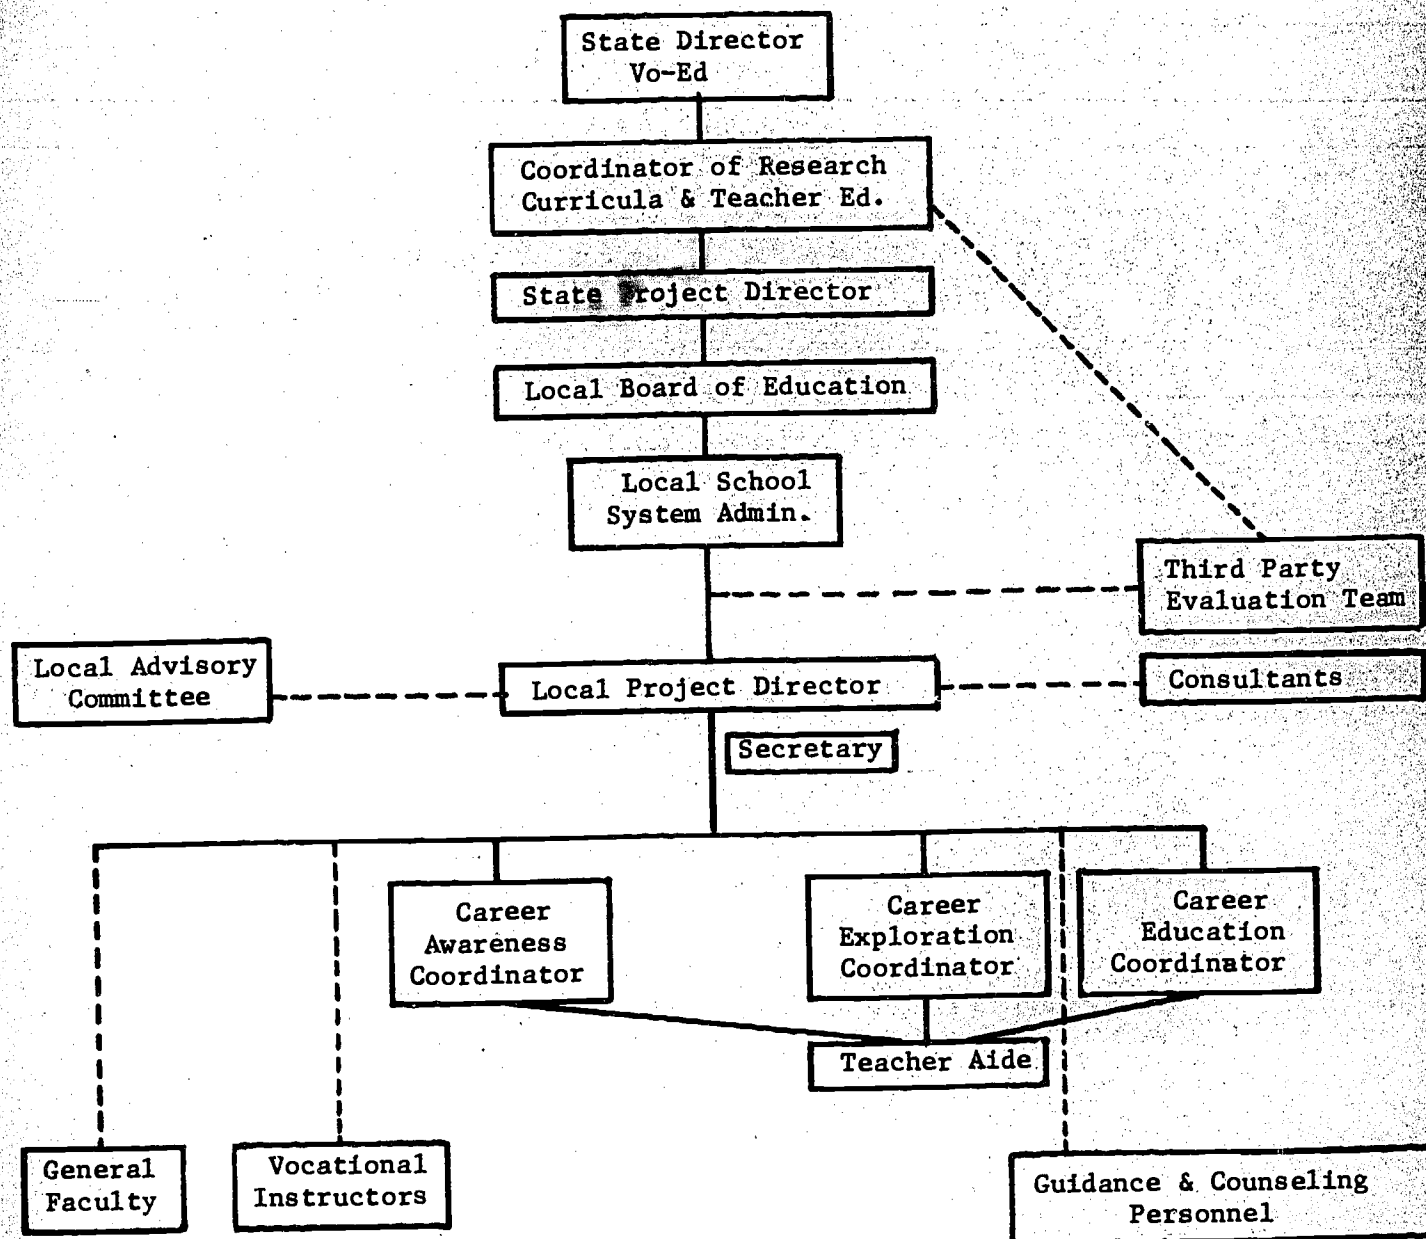 State Director
Vo-Ed
Coordinator of Research
Curricula & Teacher Ed.
State Project Director
Local Board of Education
Local School
System Admin.
Third Party
Evaluation Team
Local Advisory
Committee
Local Project Director
Consultants
Secretary
Career
Awareness
Coordinator
Career
Exploration
Coordinator
Career
Education
Coordinator
Teacher Aide
General
Faculty
Vocational
Instructors
Guidance & Counseling
Personnel